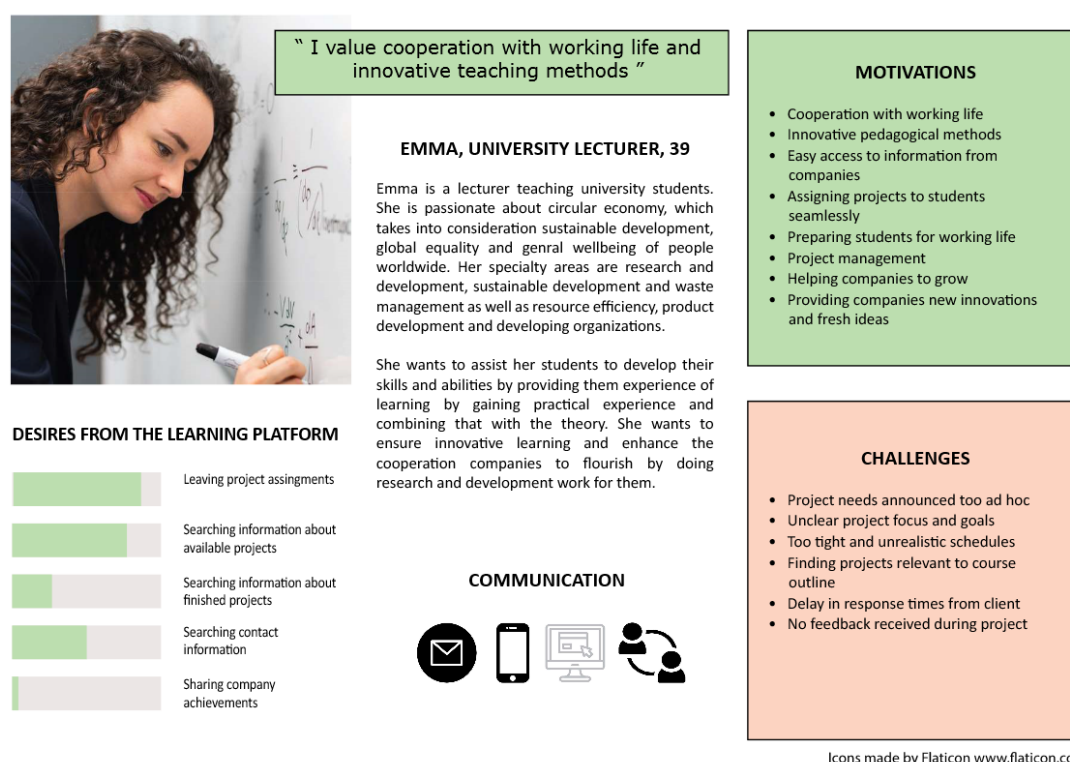 “ I value cooperation with working life and
innovative teaching methods ”
EMMA, UNIVERSITY LECTURER, 39
Emma is a lecturer teaching university students.
She is passionate about circular economy, which
takes into consideration sustainable development,
global equality and genral wellbeing of people
worldwide. Her specialty areas are research and
development, sustainable development and waste
management as well as resource efficiency, product
development and developing organizations.
She wants to assist her students to develop their
skills and abilities by providing them experience of
learning by gaining practical experience and
combining that with the theory. She wants to
ensure innovative learning and enhance the
cooperation companies to flourish by doing
research and development work for them.
DESIRES FROM THE LEARNING PLATFORM
Leaving project assingments
Searching information about
available projects
Searching information about
finished projects
Searching contact
information
Sharing company
achievements
COMMUNICATION
MOTIVATIONS
• Cooperation with working life
• Innovative pedagogical methods
• Easy access to information from
companies
• Assigning projects to students
seamlessly
• Preparing students for working life
• Project management
• Helping companies to grow
• Providing companies new innovations
and fresh ideas
CHALLENGES
• Project needs announced too ad hoc
• Unclear project focus and goals
• Too tight and unrealistic schedules
• Finding projects relevant to course
outline
• Delay in response times from client
• No feedback received during project
Icons made by Flaticon www.flaticon.co